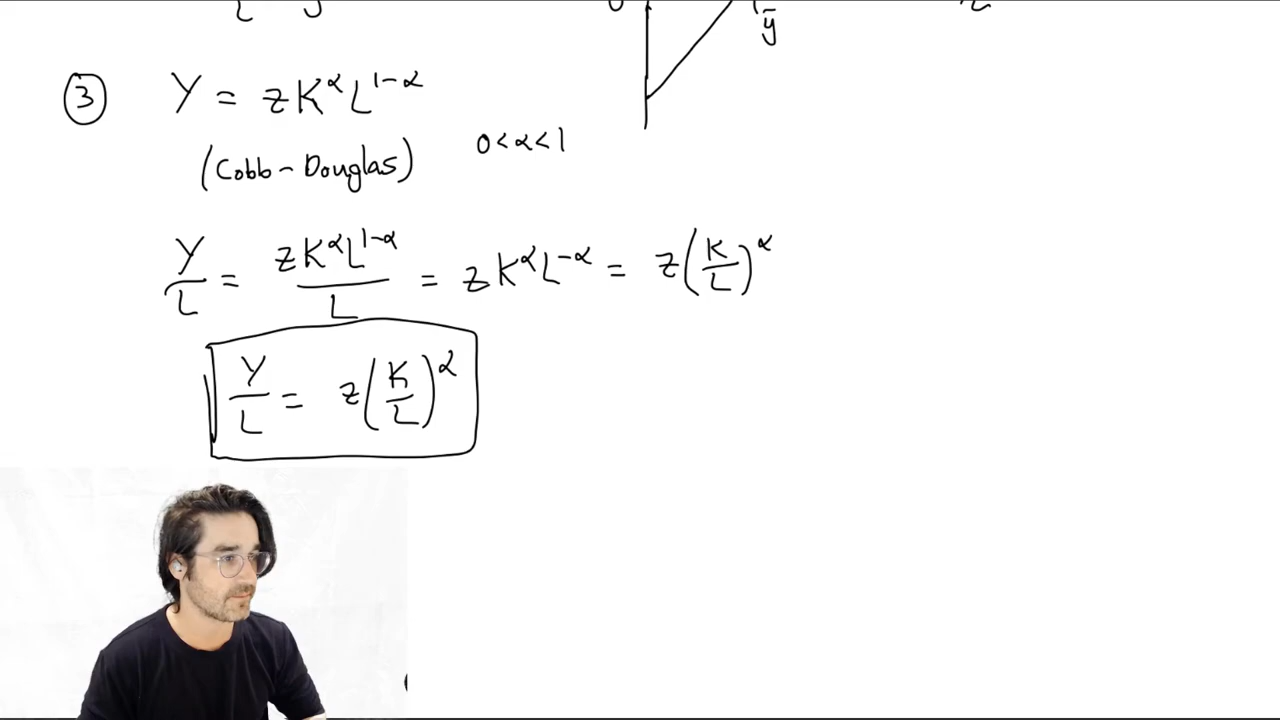 ③ Y = zK^α L^{1-α}
(Cobb-Douglas) 0<α<1
Y/L = zK^α L^{1-α}/L = zK^α L^{-α} = z(K/L)^α
Y/L = z(K/L)^α